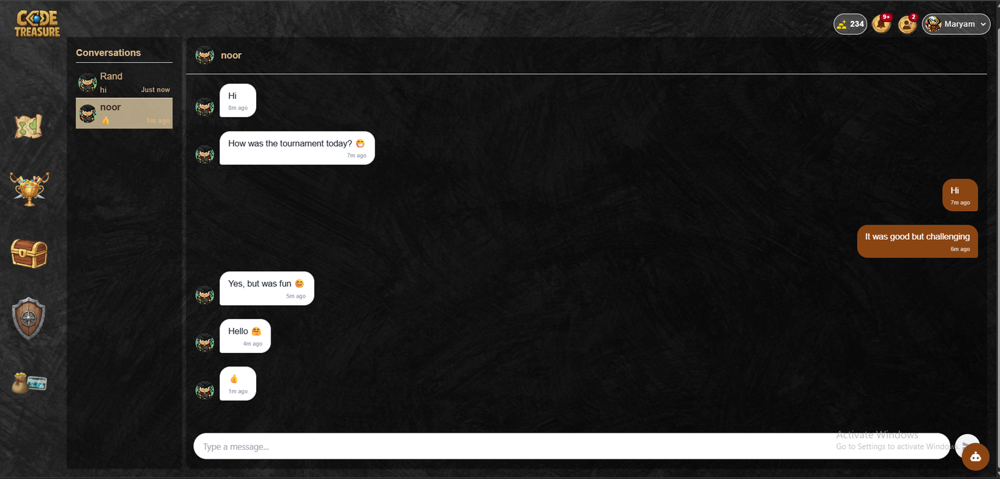 CODE
TREASURE
234
9+
2
Maryam
Conversations
Rand
hi
Just now
noor
👍
1m ago
noor
Hi
8m ago
How was the tournament today? 😁
7m ago
Hi
7m ago
It was good but challenging
6m ago
Yes, but was fun 😊
5m ago
Hello 🤗
4m ago
👍
1m ago
Type a message...
Activate Windows
Go to Settings to activate Windows.